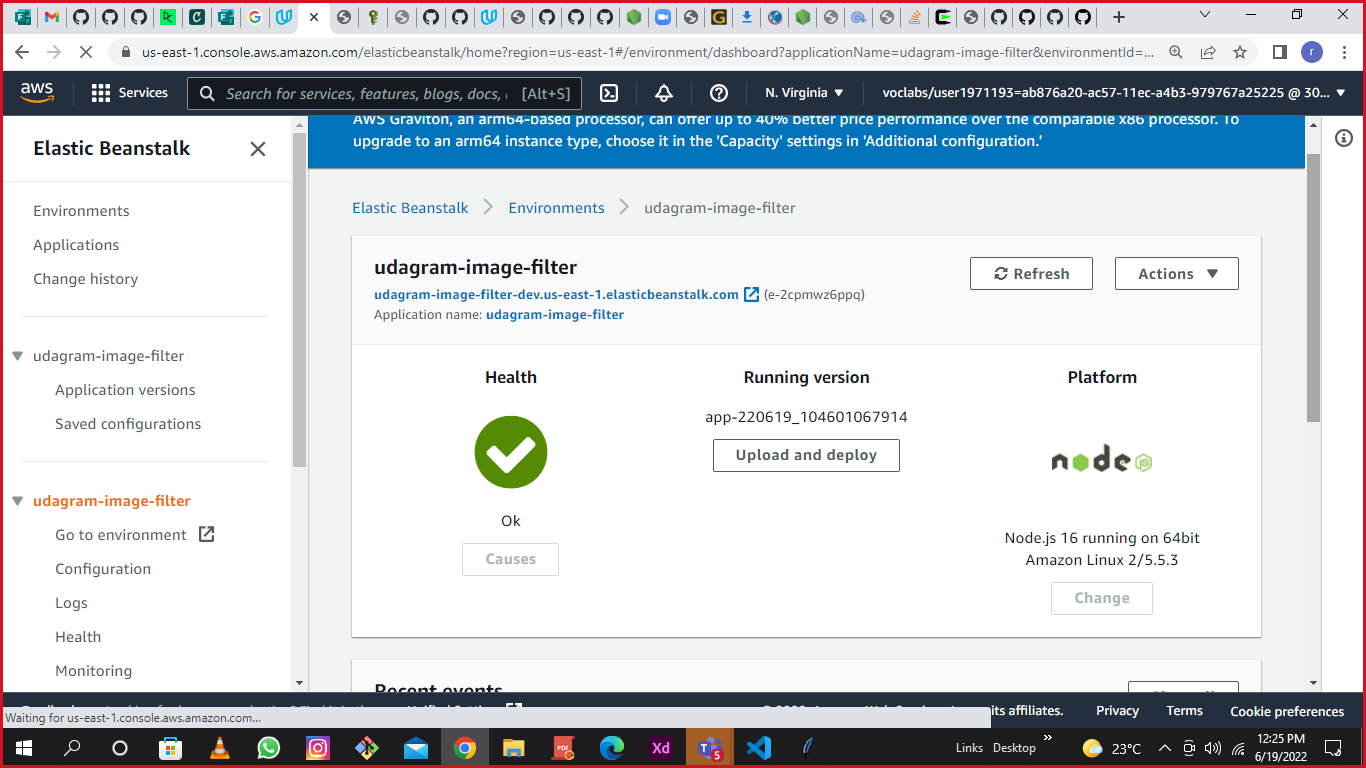 us-east-1.console.aws.amazon.com/elasticbeanstalk/home?region=us-east-1#/environment/dashboard?applicationName=udagram-image-filter&environmentId=...
r
aws
Services
Search for services, features, blogs, docs, [Alt+S]
N. Virginia
voclabs/user1971193=ab876a20-ac57-11ec-a4b3-979767a25225 @ 30...
AWS Graviton, an arm64-based processor, can offer up to 40% better price performance over the comparable x86 processor. To
upgrade to an arm64 instance type, choose it in the 'Capacity' settings in 'Additional configuration.'
Elastic Beanstalk
Environments
Applications
Change history
udagram-image-filter
Application versions
Saved configurations
udagram-image-filter
Go to environment
Configuration
Logs
Health
Monitoring
Elastic Beanstalk
Environments
udagram-image-filter
udagram-image-filter
udagram-image-filter-dev.us-east-1.elasticbeanstalk.com (e-2cpmwz6ppq)
Application name: udagram-image-filter
Refresh
Actions
Health
Ok
Causes
Running version
app-220619_104601067914
Upload and deploy
Platform
node JS
Node.js 16 running on 64bit
Amazon Linux 2/5.5.3
Change
Recent events
affiliates.
Privacy
Terms
Cookie preferences
Waiting for us-east-1.console.aws.amazon.com...
PDF
Xd
5
Links
Desktop
23°C
12:25 PM
6/19/2022